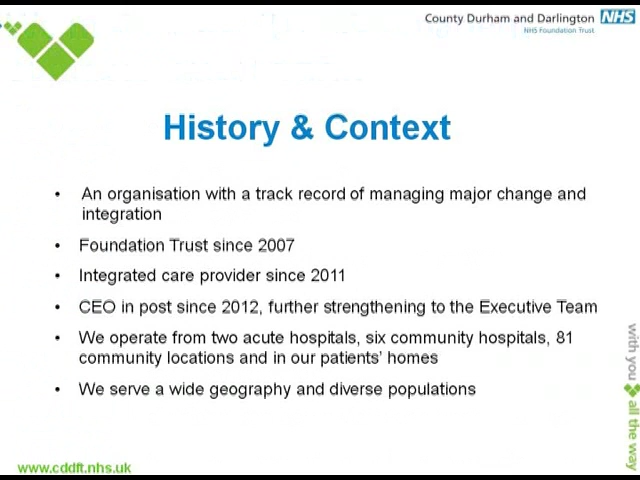 County Durham and Darlington NHS
NHS Foundation Trust
History & Context
• An organisation with a track record of managing major change and
integration
• Foundation Trust since 2007
• Integrated care provider since 2011
• CEO in post since 2012, further strengthening to the Executive Team
• We operate from two acute hospitals, six community hospitals, 81
community locations and in our patients' homes
• We serve a wide geography and diverse populations
with you all the way
www.cddft.nhs.uk